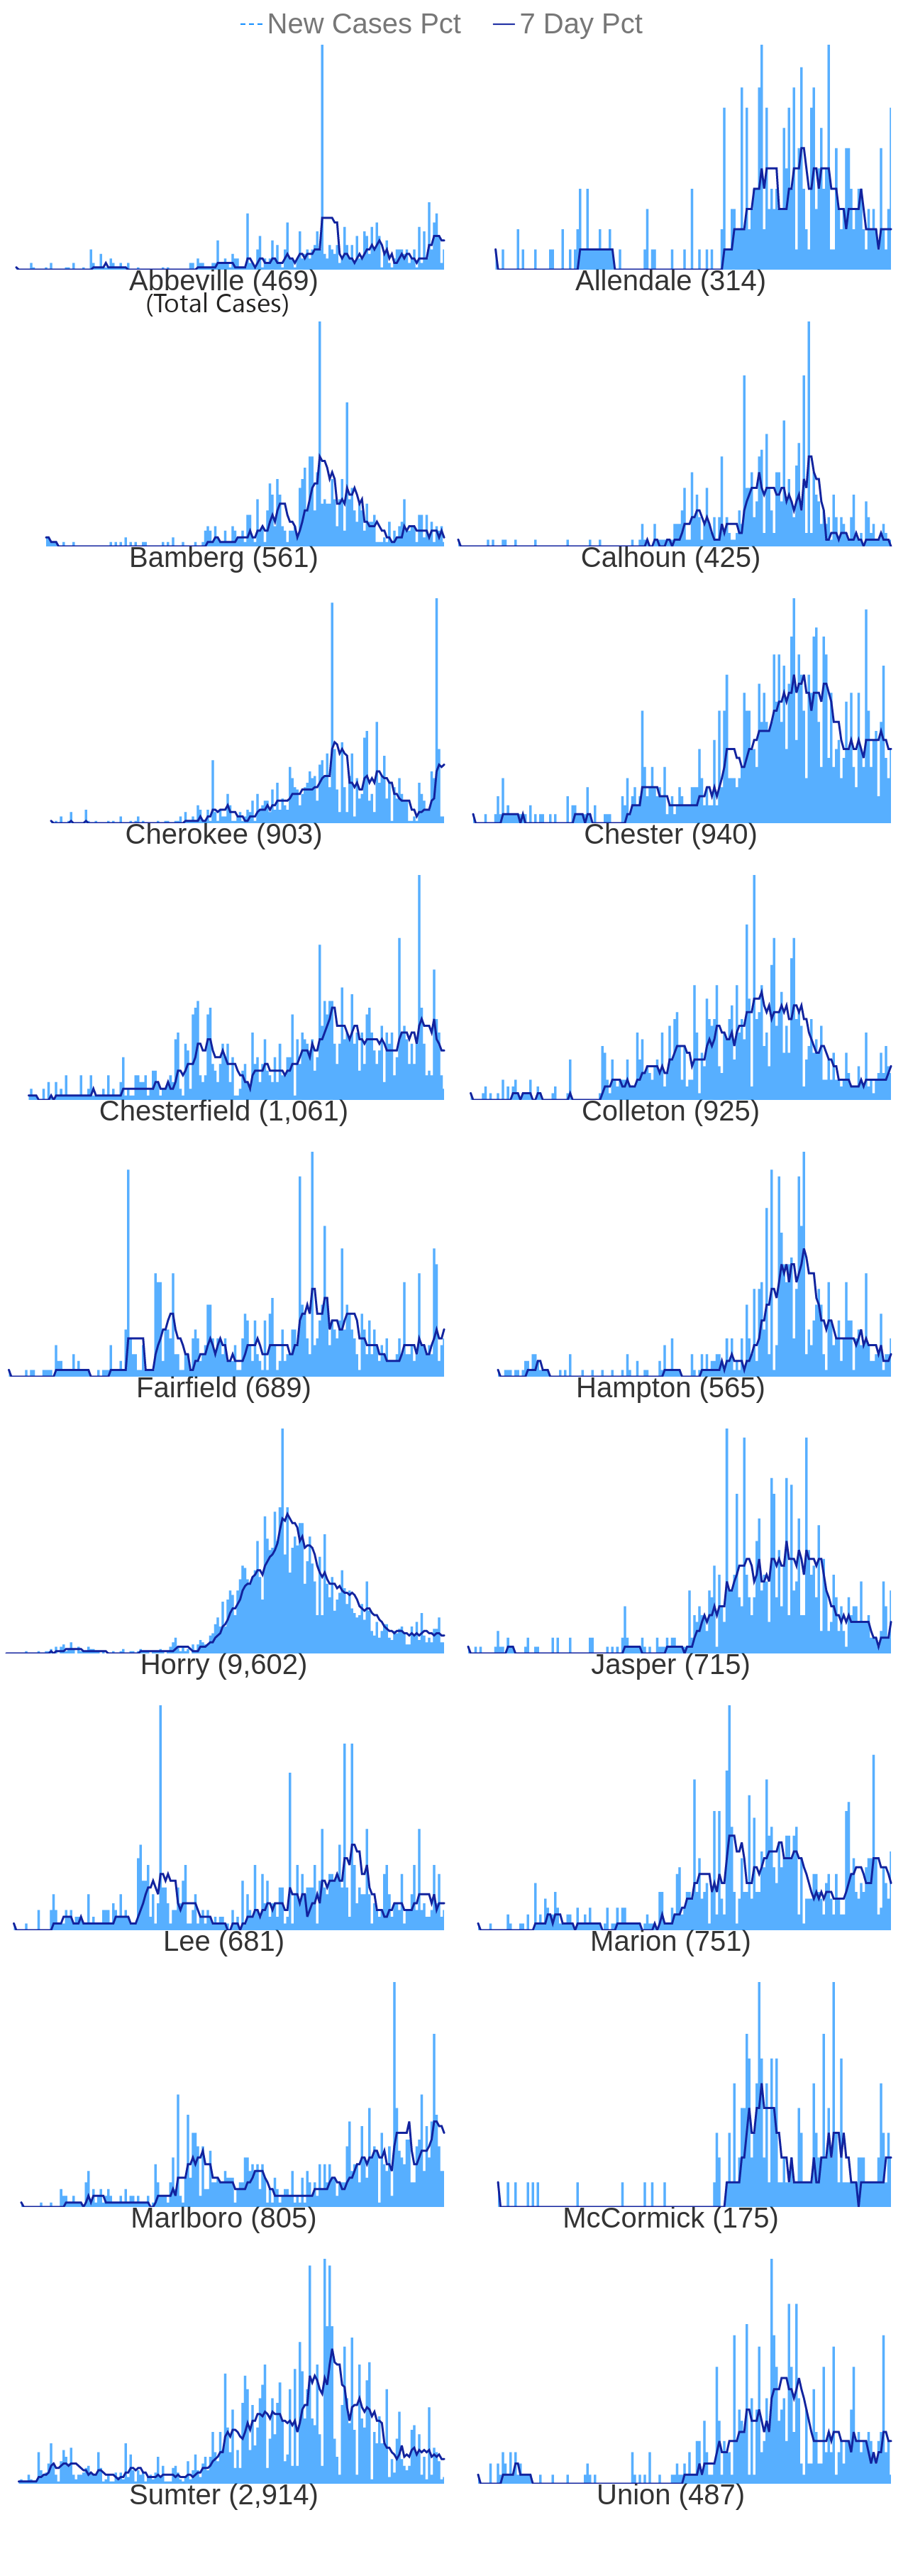 New Cases Pct 7 Day Pct
Abbeville (469) Allendale (314)
(Total Cases)
Bamberg (561) Calhoun (425)
Cherokee (903) Chester (940)
Chesterfield (1,061) Colleton (925)
Fairfield (689) Hampton (565)
Horry (9,602) Jasper (715)
Lee (681) Marion (751)
Marlboro (805) McCormick (175)
Sumter (2,914) Union (487)